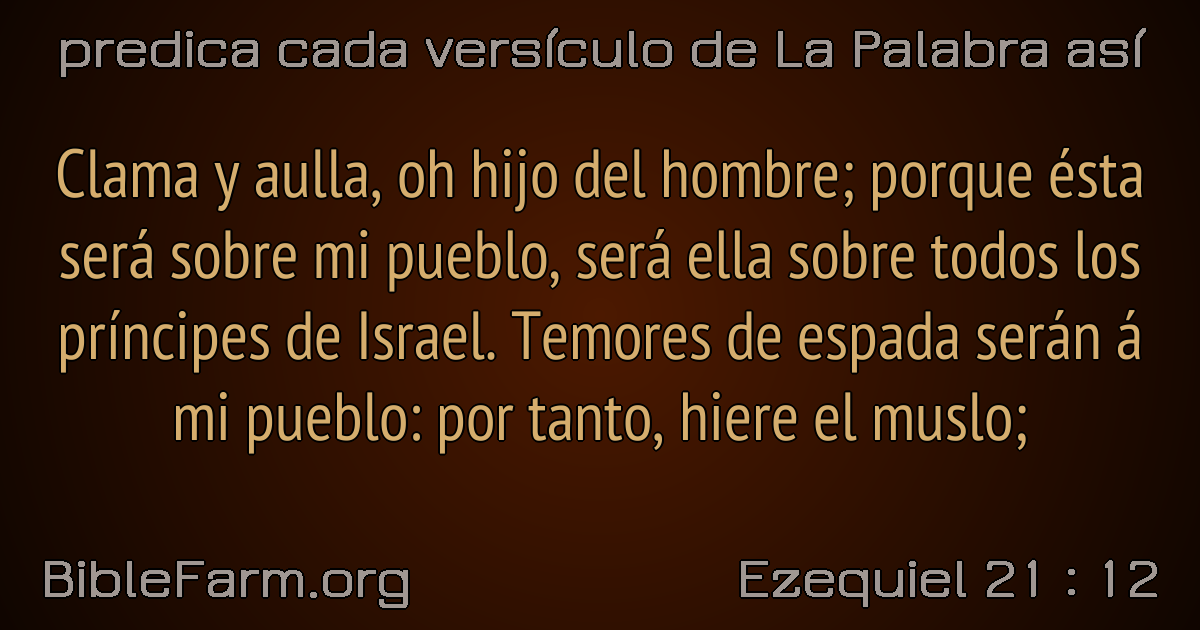 predica cada versículo de La Palabra así
Clama y aulla, oh hijo del hombre; porque ésta
será sobre mi pueblo, será ella sobre todos los
príncipes de Israel. Temores de espada serán á
mi pueblo: por tanto, hiere el muslo;
BibleFarm.org
Ezequiel 21 : 12